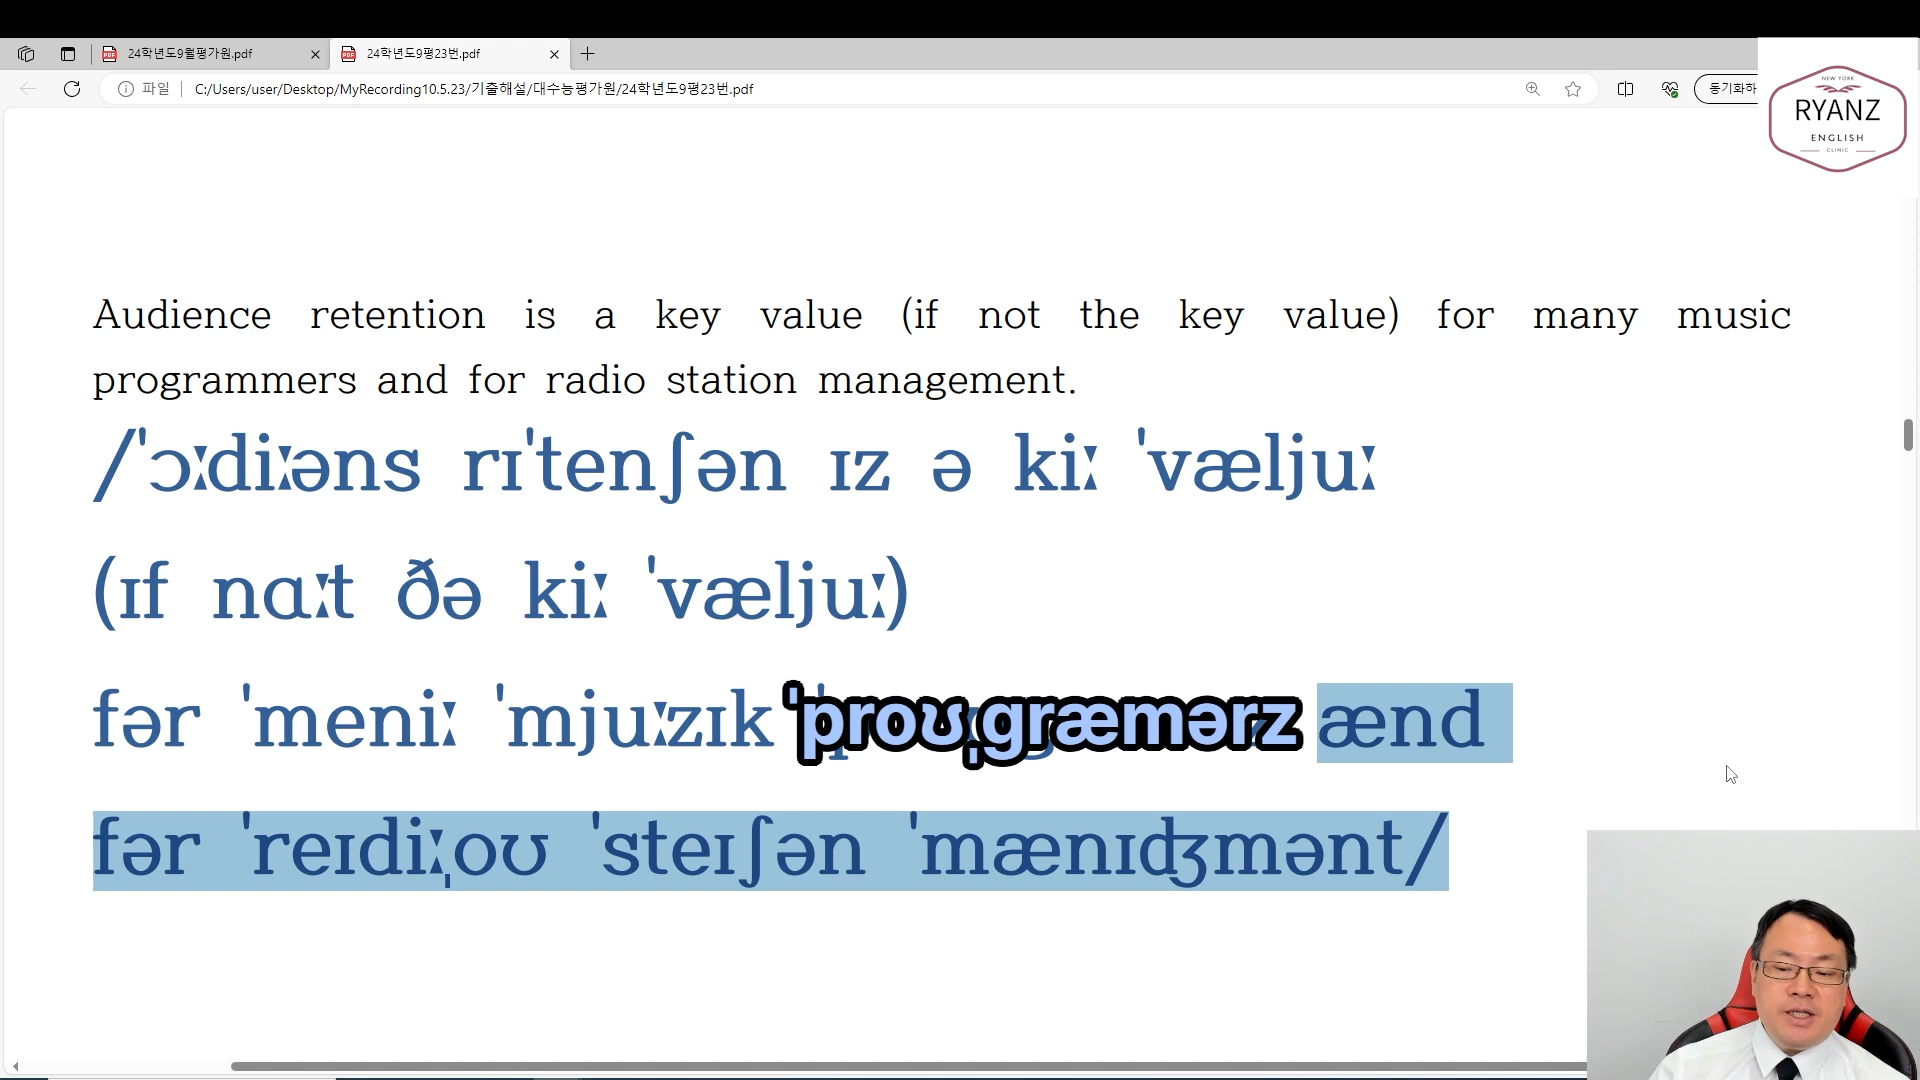 24학년도9월평가원.pdf
24학년도9평23번.pdf
파일
C:/Users/user/Desktop/MyRecording10.5.23/기출해설/대수능평가원/24학년도9평23번.pdf
동기화하
NEW YORK
RYANZ
ENGLISH
CLINIC
Audience retention is a key value (if not the key value) for many music
programmers and for radio station management.
/ˈɔːdiːəns rɪˈtenʃən ɪz ə kiː ˈvæljuː
(ɪf nɑːt ðə kiː ˈvæljuː)
fər ˈmeniː ˈmjuːzɪk ˈproʊˌgræmərz ænd
fər ˈreɪdiːˌoʊ ˈsteɪʃən ˈmænɪʤmənt/